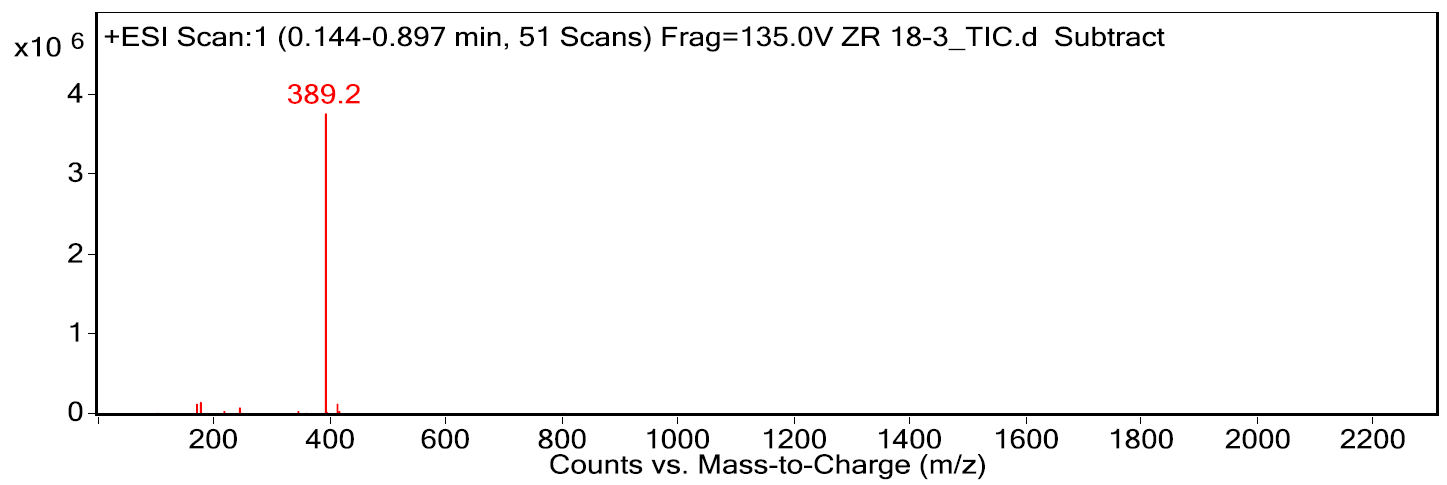 x10 6 +ESI Scan:1 (0.144-0.897 min, 51 Scans) Frag=135.0V ZR 18-3_TIC.d Subtract
4
389.2
3
2
1
0
200 400 600 800 1000 1200 1400 1600 1800 2000 2200
Counts vs. Mass-to-Charge (m/z)